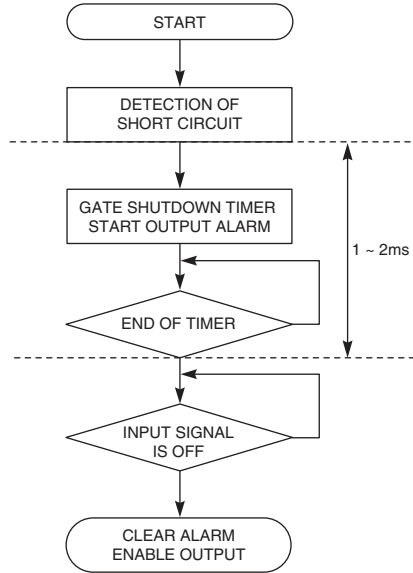 START
DETECTION OF
SHORT CIRCUIT
GATE SHUTDOWN TIMER
START OUTPUT ALARM
1 ~ 2ms
END OF TIMER
INPUT SIGNAL
IS OFF
CLEAR ALARM
ENABLE OUTPUT